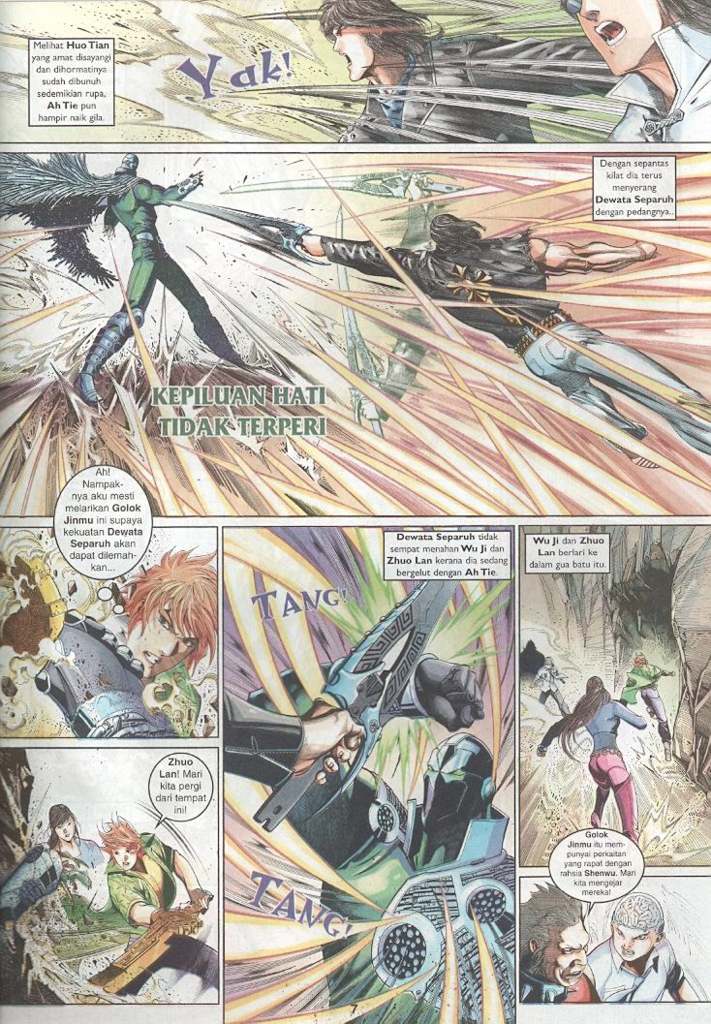 Melihat Huo Tian
yang amat disayangi
dan dihormatinya
sudah dibunuh
sedemikian rupa,
Ah Tie pun
hampir naik gila.
Yak!
Dengan sepantas
kilat dia terus
menyerang
Dewata Separuh
dengan pedangnya..
KEPILUAN HATI
TIDAK TERPERI
Ah!
Nampak-
nya aku mesti
melarikan Golok
Jinmu ini supaya
kekuatan Dewata
Separuh akan
dapat dilemah-
kan...
Zhuo
Lan! Mari
kita pergi
dari tempat
ini!
Dewata Separuh tidak
sempat menahan Wu Ji dan
Zhuo Lan kerana dia sedang
bergelut dengan Ah Tie.
TANG!
TANG!
Wu Ji dan Zhuo
Lan berlari ke
dalam gua batu itu.
Golok
Jinmu itu mem-
punyai perkaitan
yang rapat dengan
rahsia Shenwu. Mari
kita mengejar
mereka!